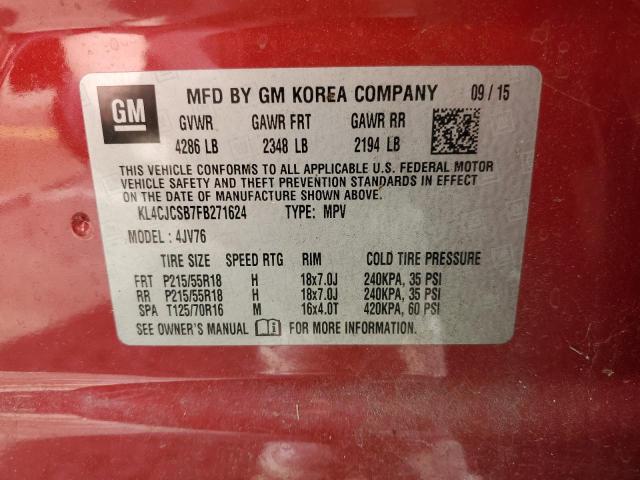 GM MFD BY GM KOREA COMPANY 09 / 15
GVWR GAWR FRT GAWR RR
4286 LB 2348 LB 2194 LB
THIS VEHICLE CONFORMS TO ALL APPLICABLE U.S. FEDERAL MOTOR
VEHICLE SAFETY AND THEFT PREVENTION STANDARDS IN EFFECT
ON THE DATE OF MANUFACTURE SHOWN ABOVE.
KL4CJCSB7FB271624 TYPE: MPV
MODEL: 4JV76
TIRE SIZE SPEED RTG RIM COLD TIRE PRESSURE
FRT P215/55R18 H 18x7.0J 240KPA, 35 PSI
RR P215/55R18 H 18x7.0J 240KPA, 35 PSI
SPA T125/70R16 M 16x4.0T 420KPA, 60 PSI
SEE OWNER'S MANUAL FOR MORE INFORMATION.